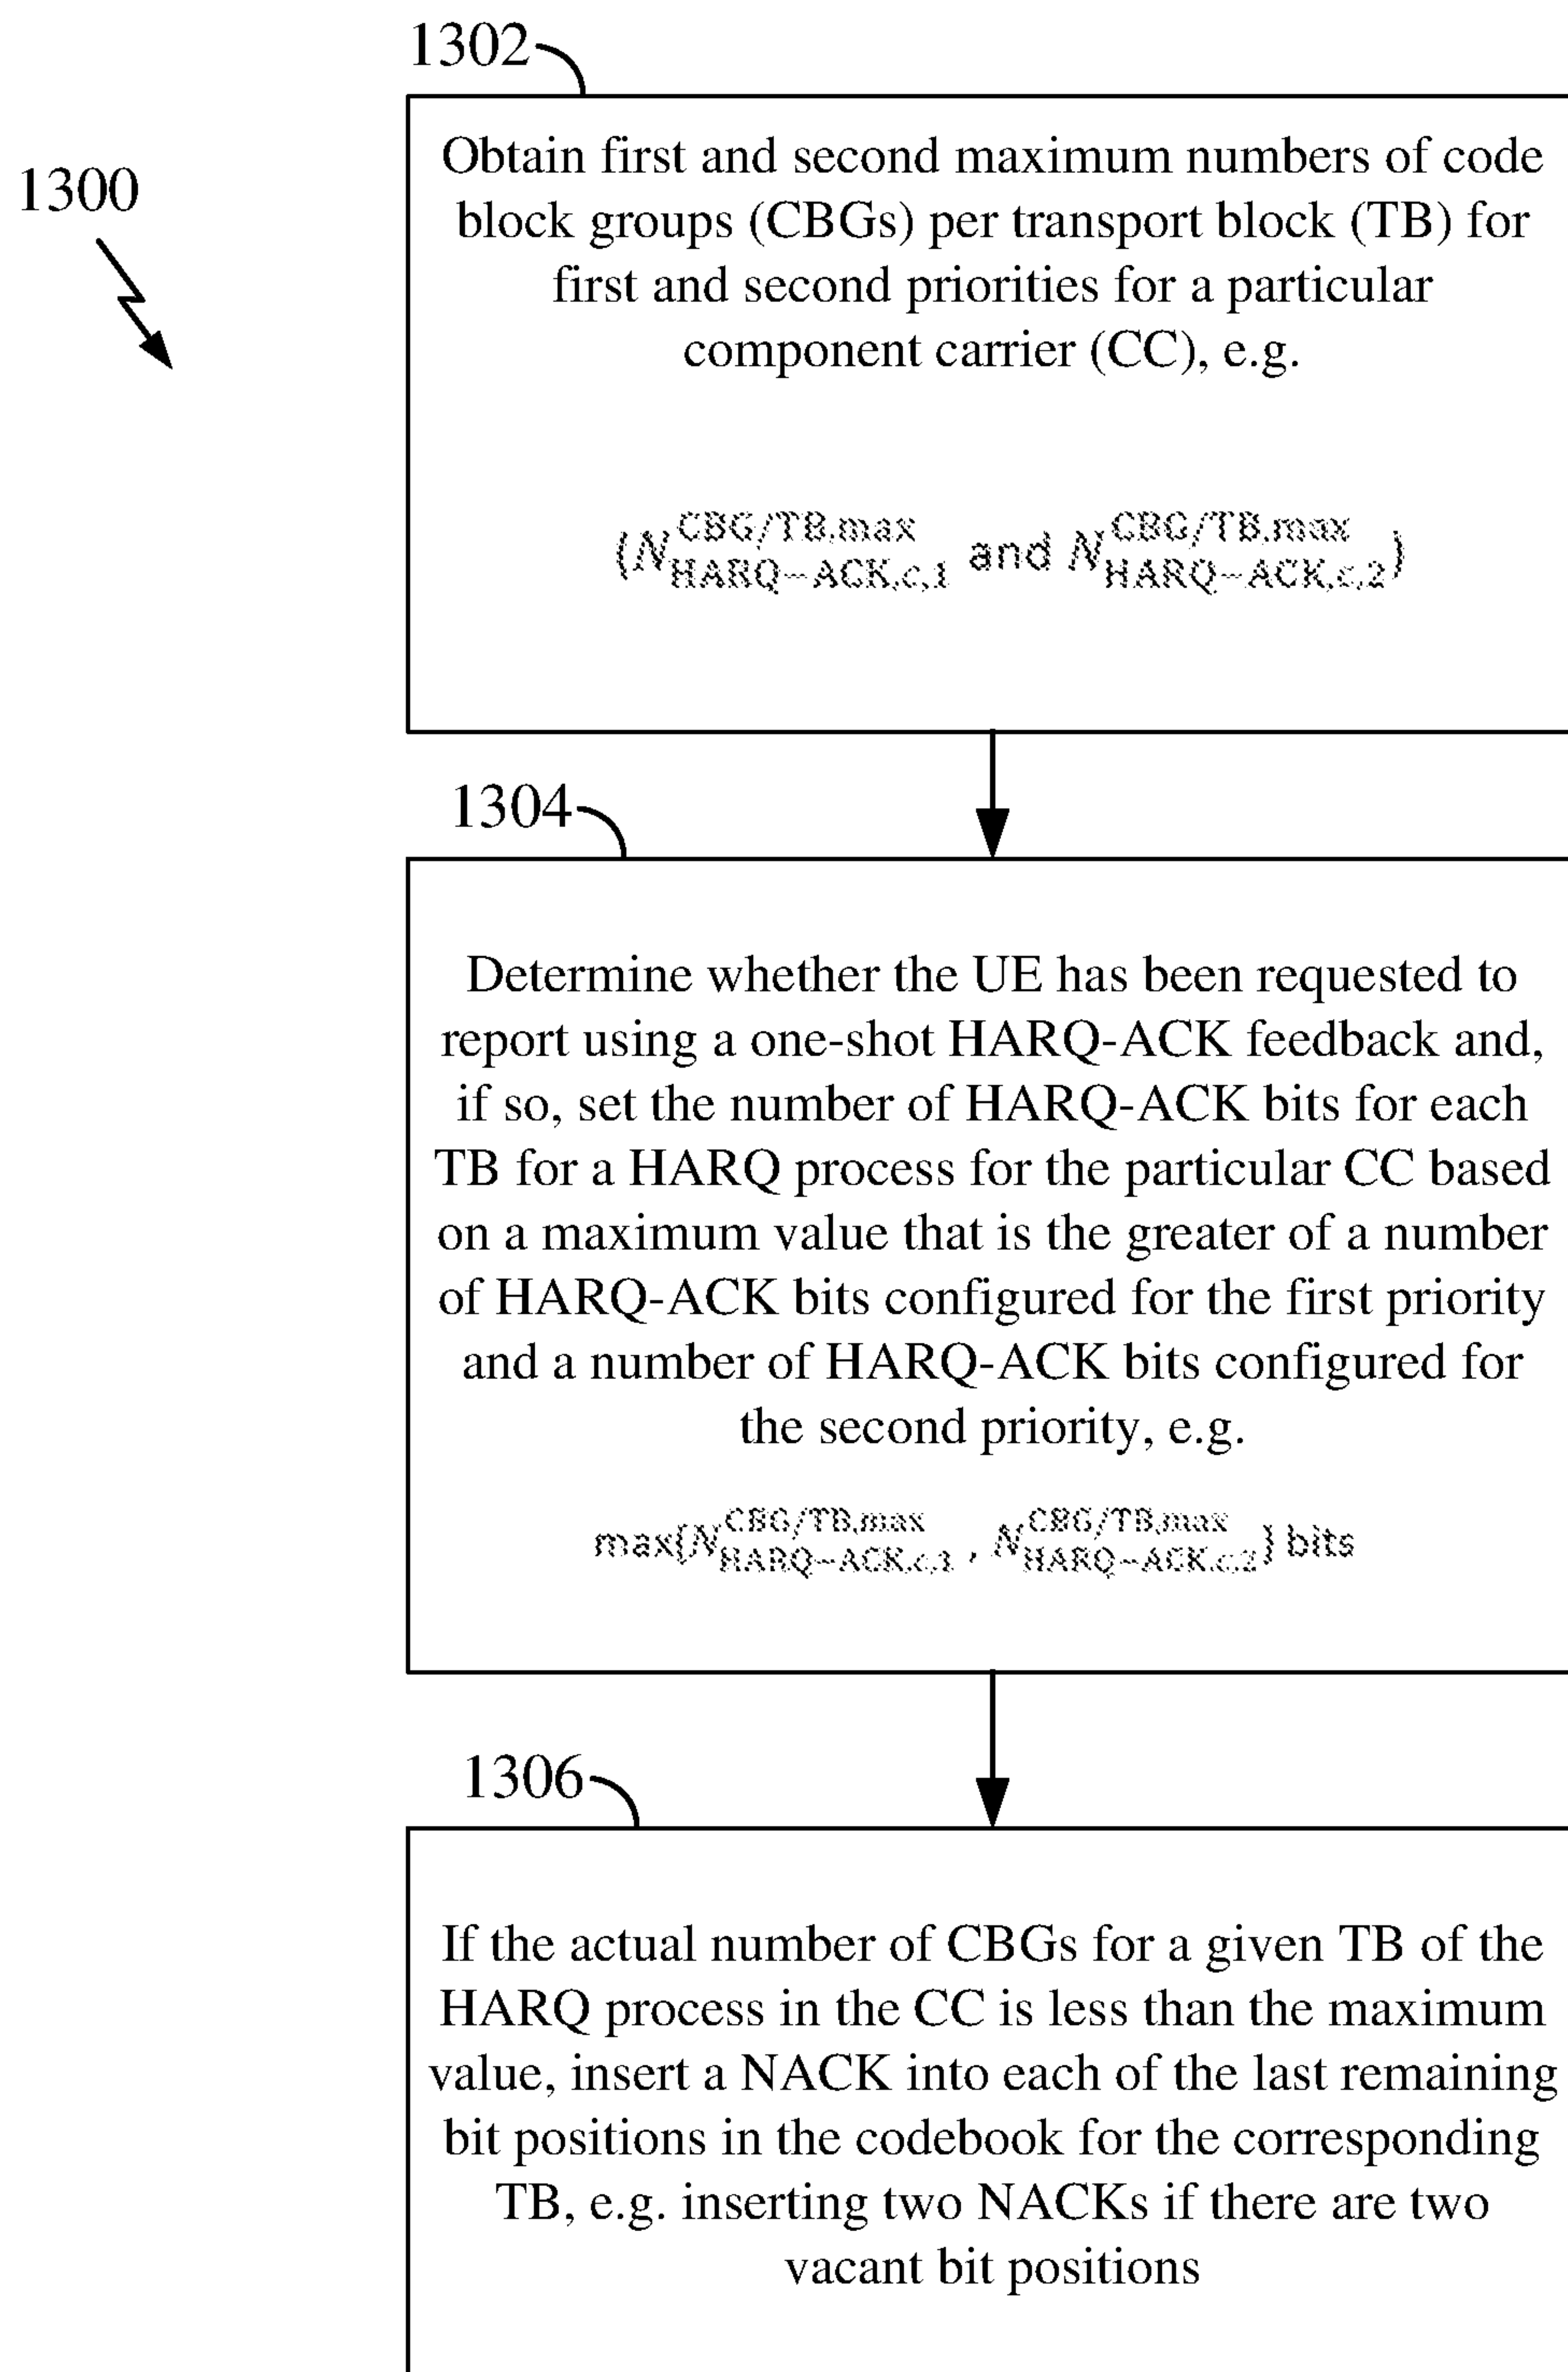 1302
1300
Obtain first and second maximum numbers of code
block groups (CBGs) per transport block (TB) for
first and second priorities for a particular
component carrier (CC), e.g.
(N^CBG/TB,max_HARQ−ACK,c,1 and N^CBG/TB,max_HARQ−ACK,c,2)
1304
Determine whether the UE has been requested to
report using a one-shot HARQ-ACK feedback and,
if so, set the number of HARQ-ACK bits for each
TB for a HARQ process for the particular CC based
on a maximum value that is the greater of a number
of HARQ-ACK bits configured for the first priority
and a number of HARQ-ACK bits configured for
the second priority, e.g.
max{N^CBG/TB,max_HARQ−ACK,c,1 , N^CBG/TB,max_HARQ−ACK,c,2} bits
1306
If the actual number of CBGs for a given TB of the
HARQ process in the CC is less than the maximum
value, insert a NACK into each of the last remaining
bit positions in the codebook for the corresponding
TB, e.g. inserting two NACKs if there are two
vacant bit positions